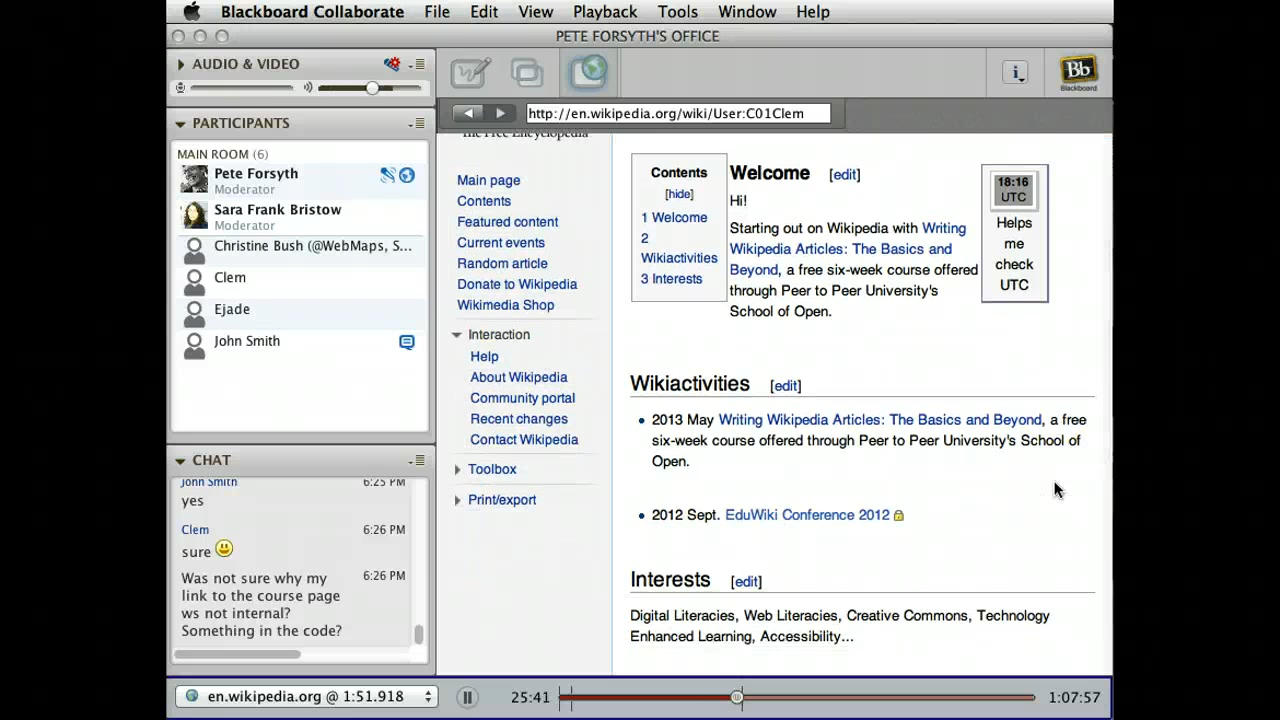 Blackboard Collaborate File Edit View Playback Tools Window Help
PETE FORSYTH'S OFFICE
AUDIO & VIDEO
PARTICIPANTS
MAIN ROOM (6)
Pete Forsyth
Moderator
Sara Frank Bristow
Moderator
Christine Bush (@WebMaps, S...
Clem
Ejade
John Smith
CHAT
John Smith 6:25 PM
yes
Clem 6:26 PM
sure
Was not sure why my 6:26 PM
link to the course page
ws not internal?
Something in the code?
i
Bb
Blackboard
http://en.wikipedia.org/wiki/User:C01Clem
The Free Encyclopedia
Main page
Contents
Featured content
Current events
Random article
Donate to Wikipedia
Wikimedia Shop
Interaction
Help
About Wikipedia
Community portal
Recent changes
Contact Wikipedia
Toolbox
Print/export
Contents
[hide]
1 Welcome
2
Wikiactivities
3 Interests
Welcome [edit]
Hi!
Starting out on Wikipedia with Writing
Wikipedia Articles: The Basics and
Beyond, a free six-week course offered
through Peer to Peer University's
School of Open.
18:16
UTC
Helps
me
check
UTC
Wikiactivities [edit]
2013 May Writing Wikipedia Articles: The Basics and Beyond, a free
six-week course offered through Peer to Peer University's School of
Open.
2012 Sept. EduWiki Conference 2012
Interests [edit]
Digital Literacies, Web Literacies, Creative Commons, Technology
Enhanced Learning, Accessibility...
en.wikipedia.org @ 1:51.918
25:41
1:07:57